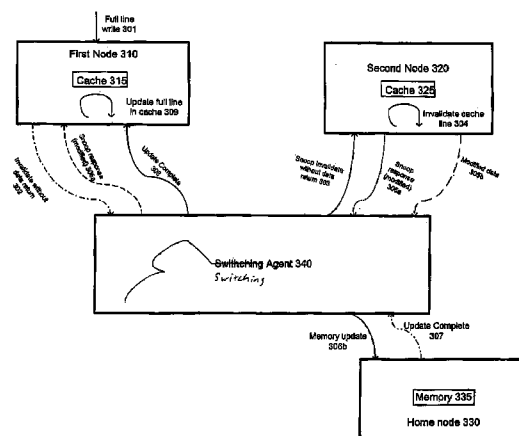 Full line
write 301
First Node 310
Cache 315
Update full line
in cache 309
Second Node 320
Cache 325
Invalidate cache
line 304
Invalidate without
data return
302
Snoop
response
(modified)
Update Complete
308
Snoop Invalidate
without data
return 303
Snoop
response
(modified)
305a
Modified data
305b
Swithching Agent 340
Switching
Memory update
306b
Update Complete
307
Memory 335
Home node 330